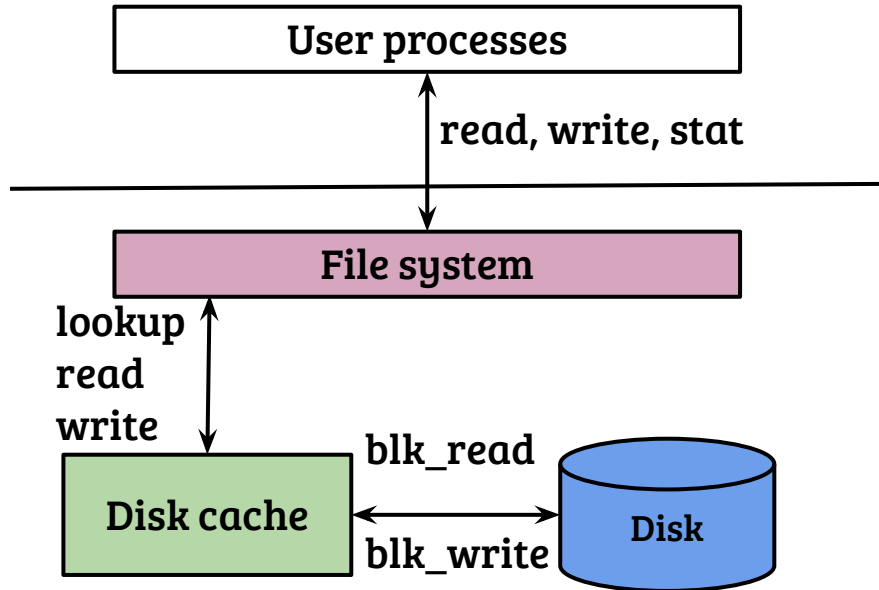 User processes
read, write, stat
File system
lookup
read
write
blk_read
Disk cache
Disk
blk_write